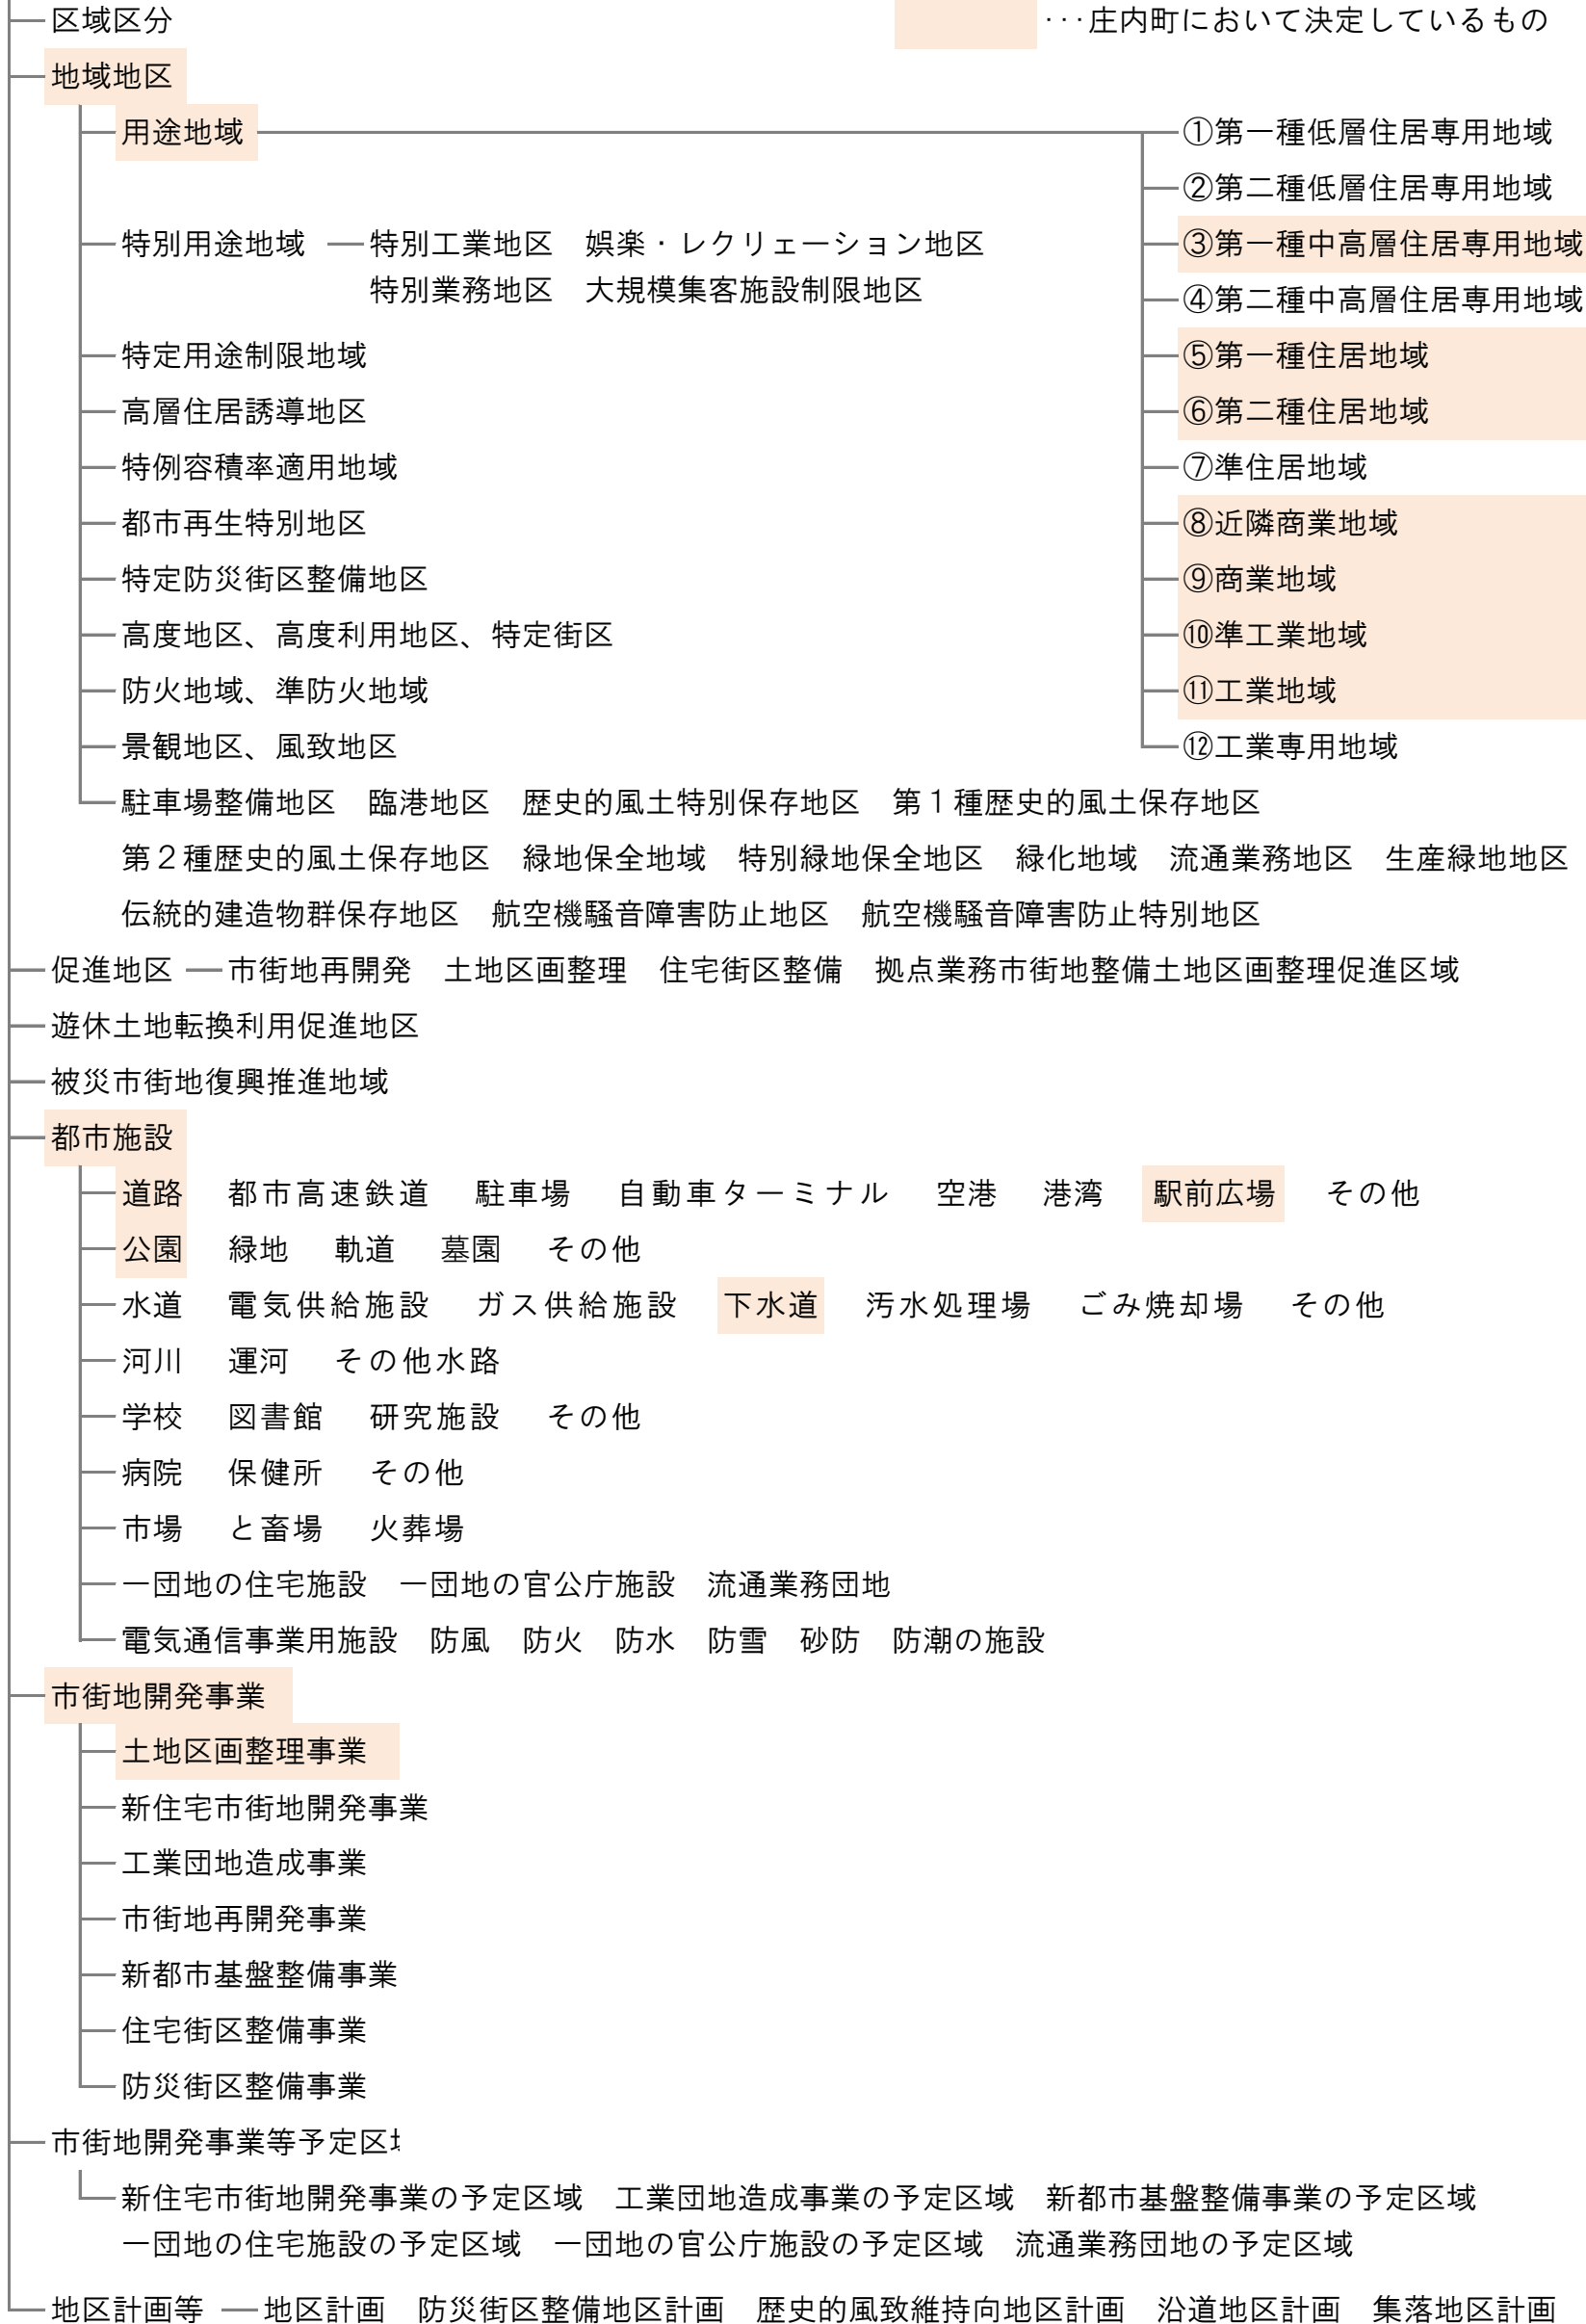 区域区分　･･･庄内町において決定しているもの
地域地区
用途地域　①第一種低層住居専用地域
②第二種低層住居専用地域
特別用途地域　特別工業地区　娯楽・レクリェーション地区　③第一種中高層住居専用地域
特別業務地区　大規模集客施設制限地区　④第二種中高層住居専用地域
特定用途制限地域　⑤第一種住居地域
高層住居誘導地区　⑥第二種住居地域
特例容積率適用地域　⑦準住居地域
都市再生特別地区　⑧近隣商業地域
特定防災街区整備地区　⑨商業地域
高度地区、高度利用地区、特定街区　⑩準工業地域
防火地域、準防火地域　⑪工業地域
景観地区、風致地区　⑫工業専用地域
駐車場整備地区　臨港地区　歴史的風土特別保存地区　第１種歴史的風土保存地区
第２種歴史的風土保存地区　緑地保全地域　特別緑地保全地区　緑化地域　流通業務地区　生産緑地地区
伝統的建造物群保存地区　航空機騒音障害防止地区　航空機騒音障害防止特別地区
促進地区　市街地再開発　土地区画整理　住宅街区整備　拠点業務市街地整備土地区画整理促進区域
遊休土地転換利用促進地区
被災市街地復興推進地域
都市施設
道路　都市高速鉄道　駐車場　自動車ターミナル　空港　港湾　駅前広場　その他
公園　緑地　軌道　墓園　その他
水道　電気供給施設　ガス供給施設　下水道　汚水処理場　ごみ焼却場　その他
河川　運河　その他水路
学校　図書館　研究施設　その他
病院　保健所　その他
市場　と畜場　火葬場
一団地の住宅施設　一団地の官公庁施設　流通業務団地
電気通信事業用施設　防風　防火　防水　防雪　砂防　防潮の施設
市街地開発事業
土地区画整理事業
新住宅市街地開発事業
工業団地造成事業
市街地再開発事業
新都市基盤整備事業
住宅街区整備事業
防災街区整備事業
市街地開発事業等予定区
新住宅市街地開発事業の予定区域　工業団地造成事業の予定区域　新都市基盤整備事業の予定区域
一団地の住宅施設の予定区域　一団地の官公庁施設の予定区域　流通業務団地の予定区域
地区計画等　地区計画　防災街区整備地区計画　歴史的風致維持向地区計画　沿道地区計画　集落地区計画